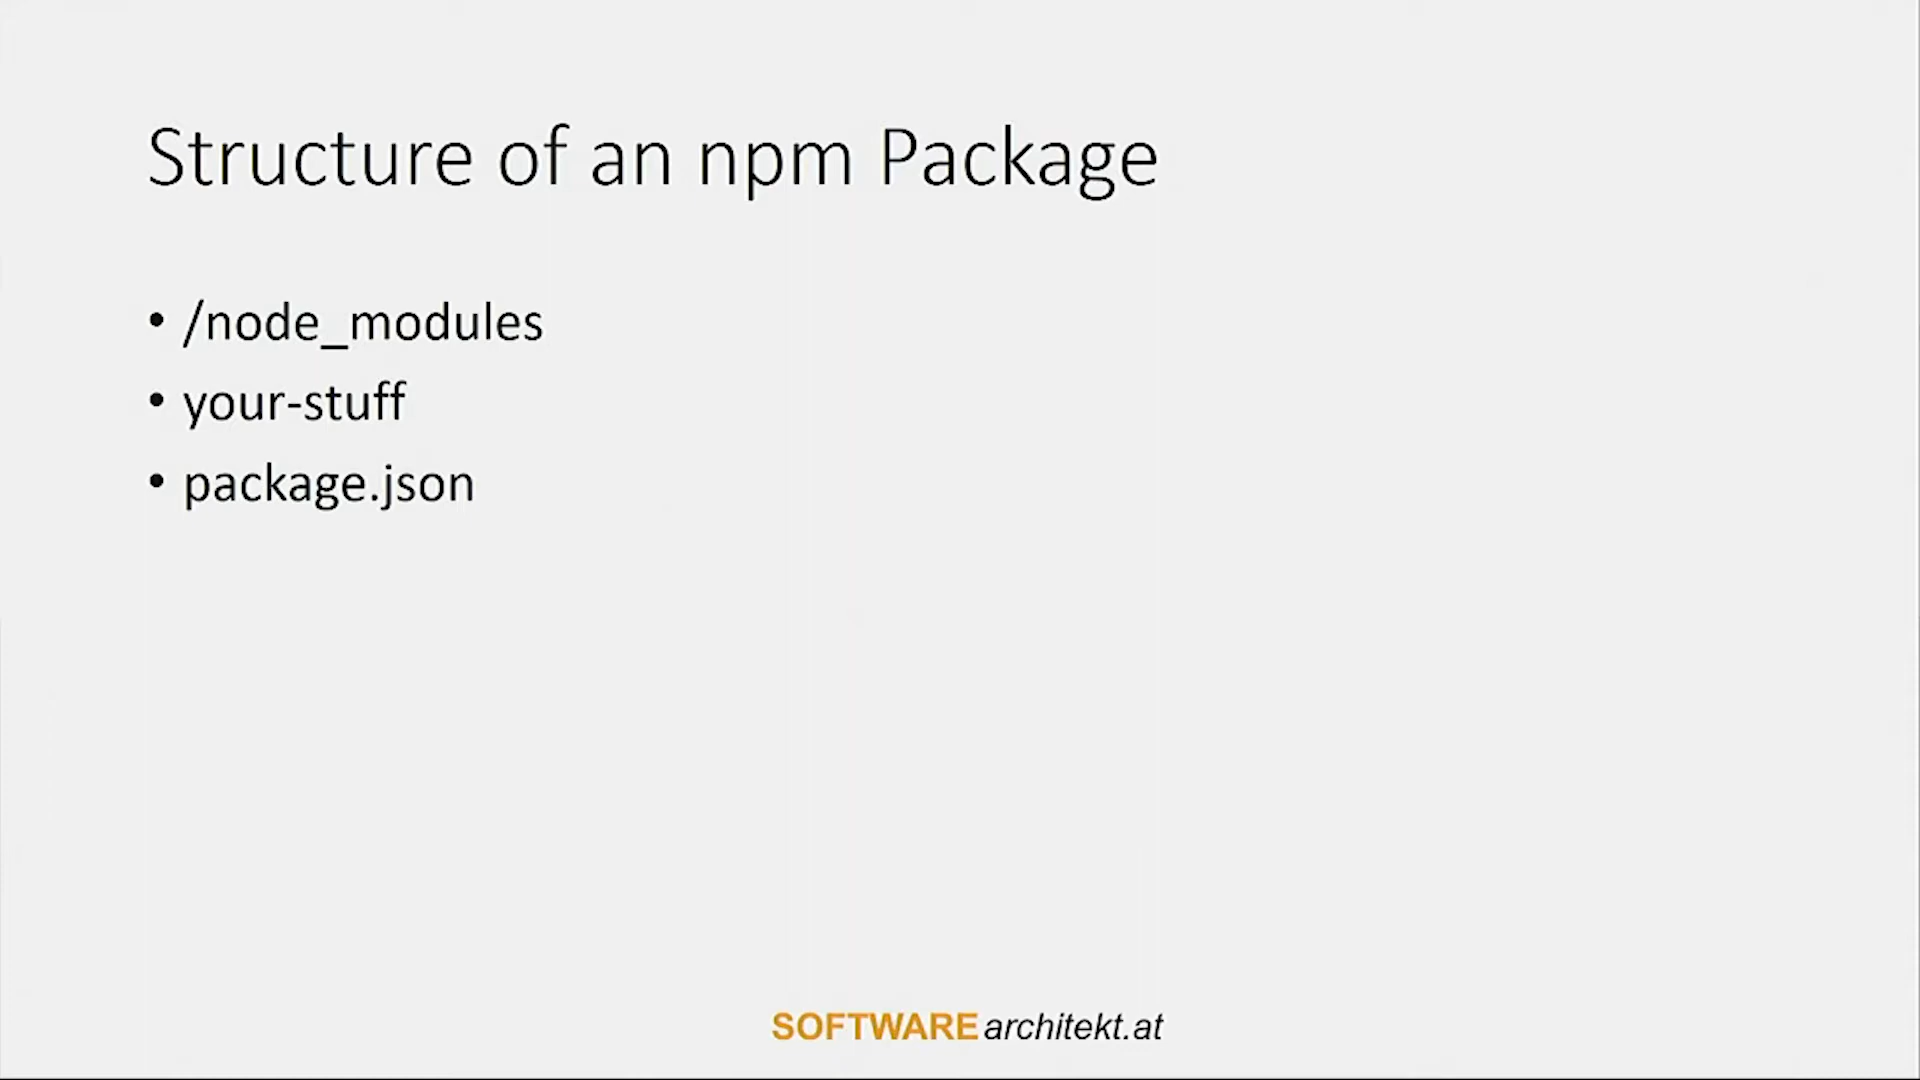 Structure of an npm Package
• /node_modules
• your-stuff
• package.json
SOFTWAREarchitekt.at